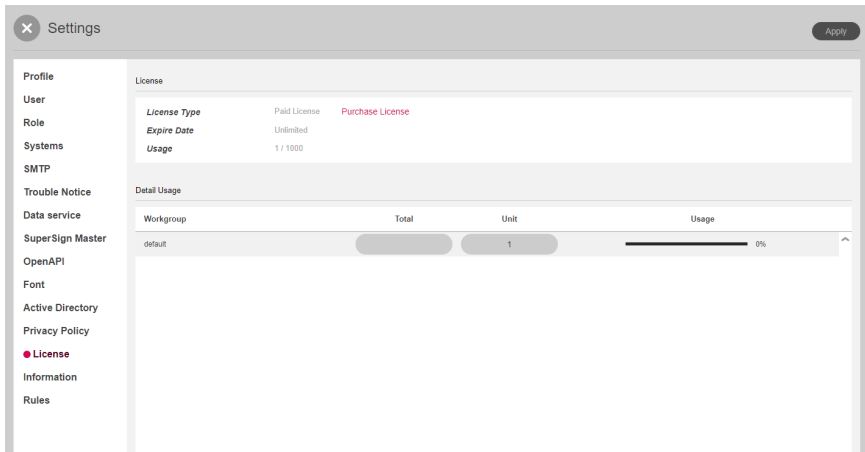 Settings
Apply
Profile
User
Role
Systems
SMTP
Trouble Notice
Data service
SuperSign Master
OpenAPI
Font
Active Directory
Privacy Policy
License
Information
Rules
License
License Type Paid License Purchase License
Expire Date Unlimited
Usage 1 / 1000
Detail Usage
Workgroup Total Unit Usage
default 1 0%